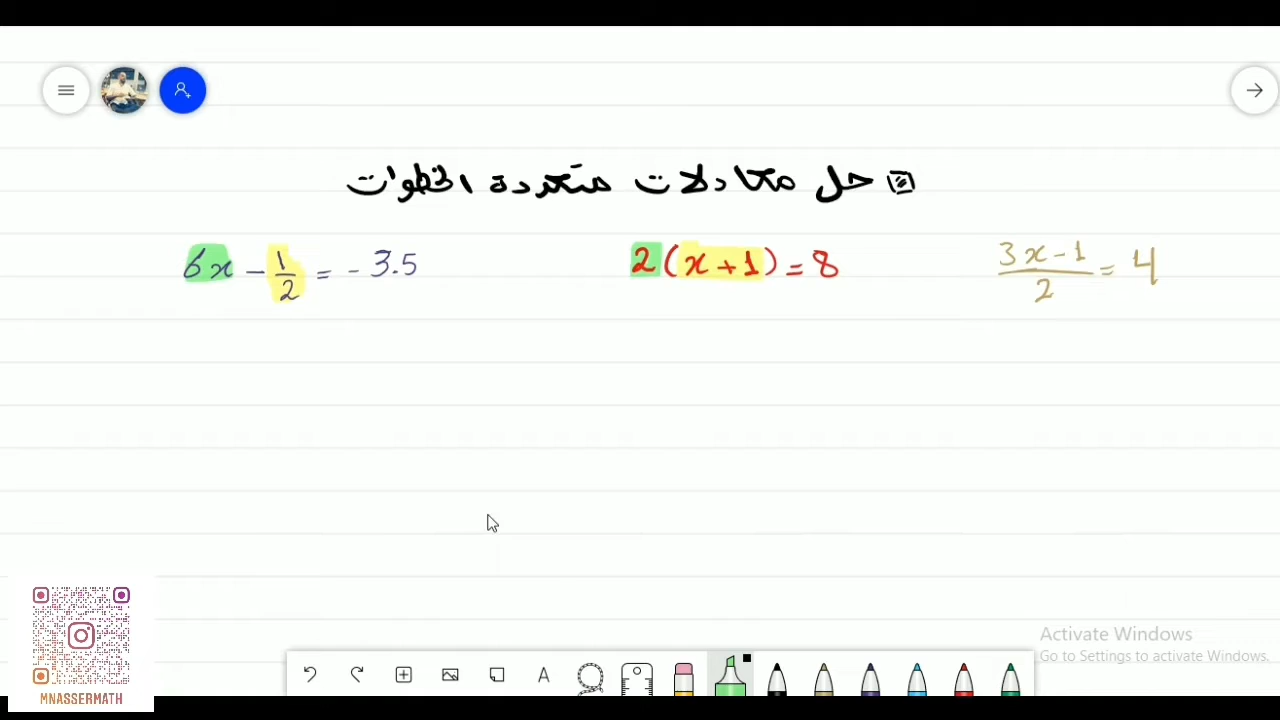 حل معادلات متعددة الخطوات
6x - 1/2 = - 3.5
2(x+1) = 8
(3x-1)/2 = 4
Activate Windows
Go to Settings to activate Windows.
MNASSERMATH
A